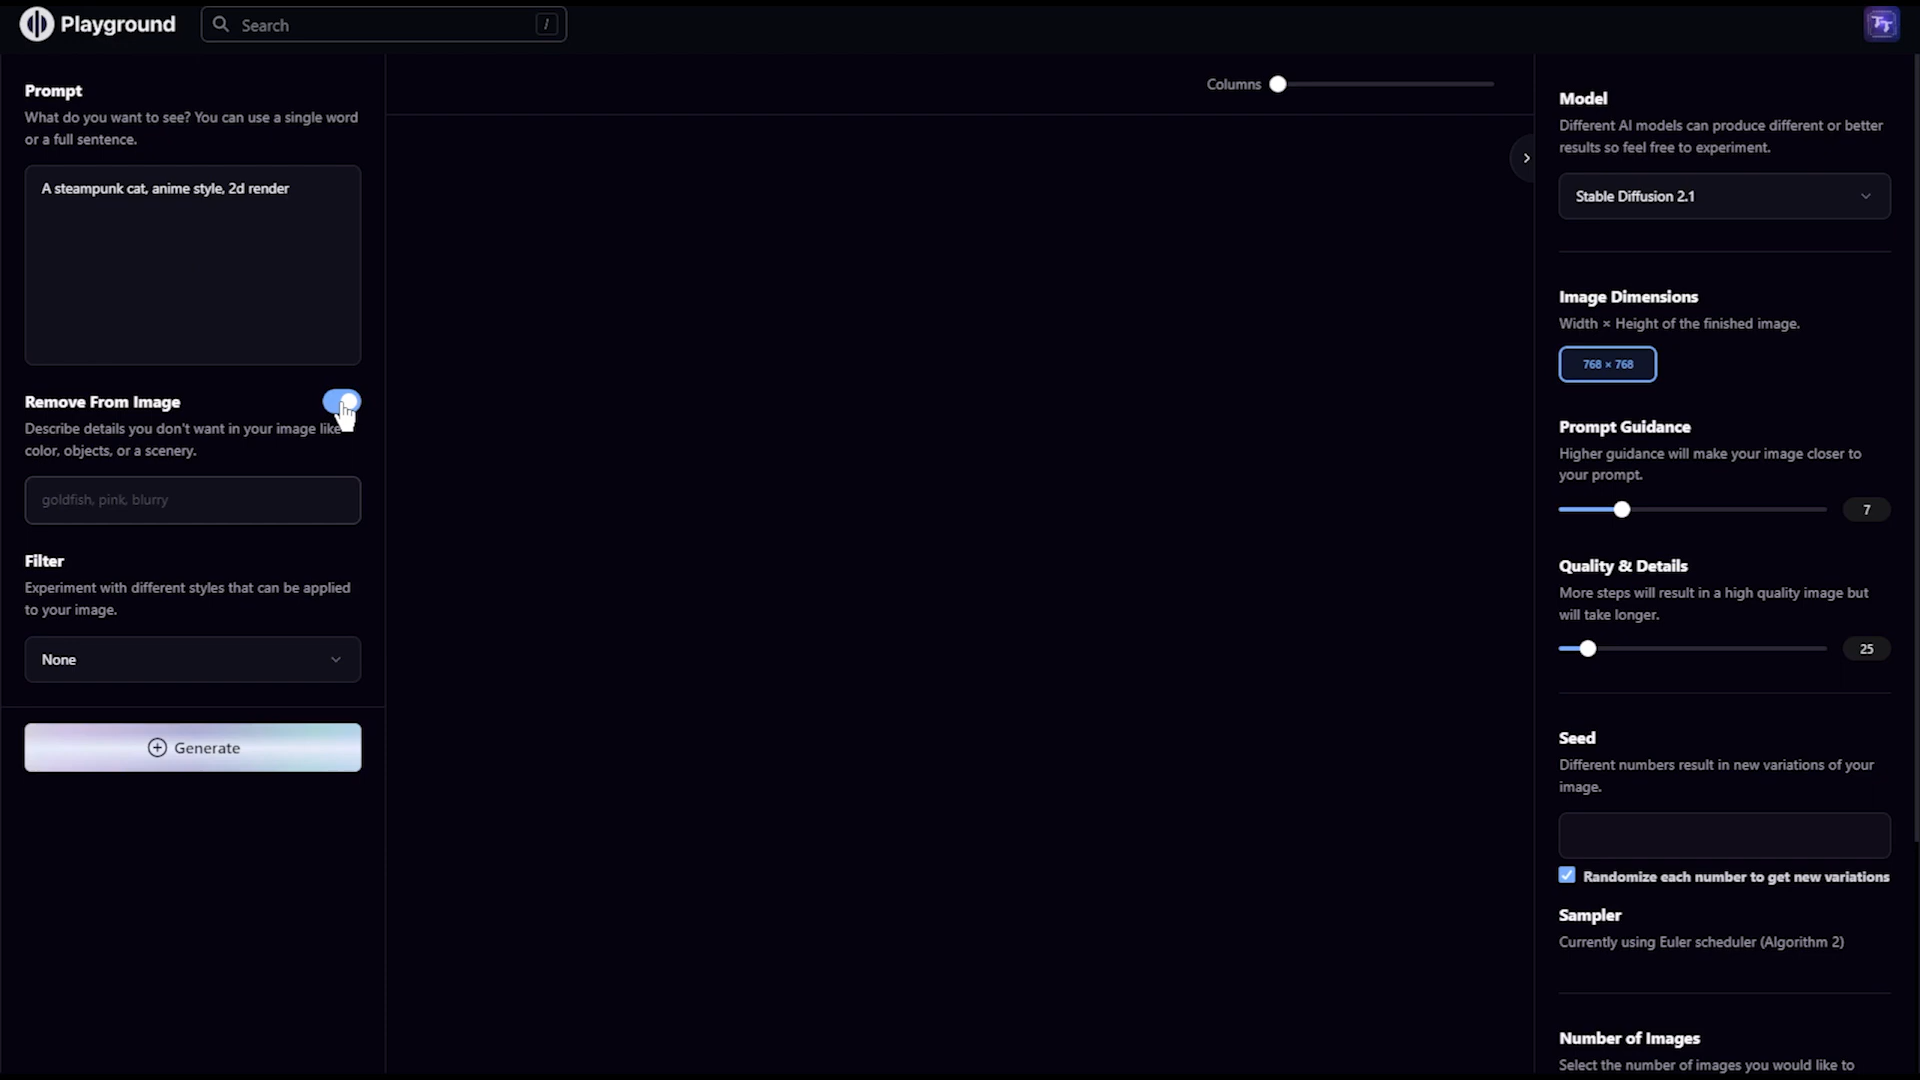 Playground
Search
/
Columns
Prompt
What do you want to see? You can use a single word
or a full sentence.
A steampunk cat, anime style, 2d render
Remove From Image
Describe details you don't want in your image like
color, objects, or a scenery.
goldfish, pink, blurry
Filter
Experiment with different styles that can be applied
to your image.
None
Generate
Model
Different AI models can produce different or better
results so feel free to experiment.
Stable Diffusion 2.1
Image Dimensions
Width × Height of the finished image.
768 × 768
Prompt Guidance
Higher guidance will make your image closer to
your prompt.
7
Quality & Details
More steps will result in a high quality image but
will take longer.
25
Seed
Different numbers result in new variations of your
image.
Randomize each number to get new variations
Sampler
Currently using Euler scheduler (Algorithm 2)
Number of Images
Select the number of images you would like to